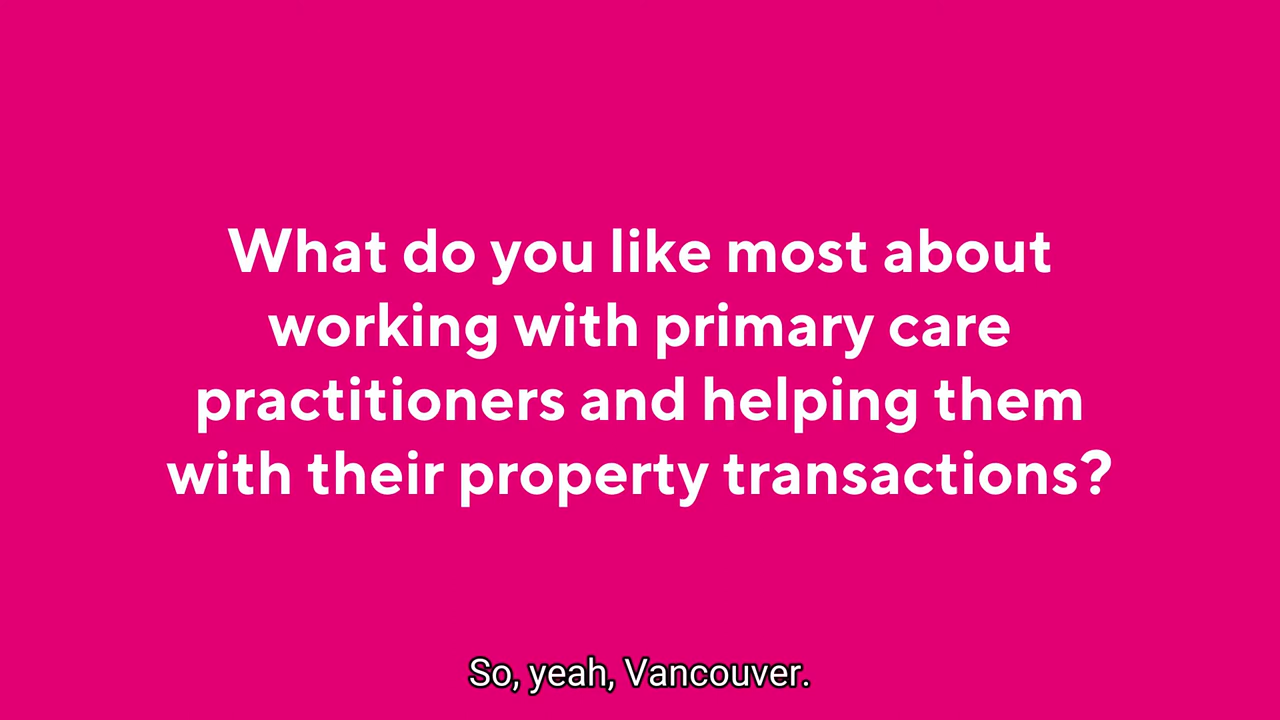 What do you like most about
working with primary care
practitioners and helping them
with their property transactions?
So, yeah, Vancouver.